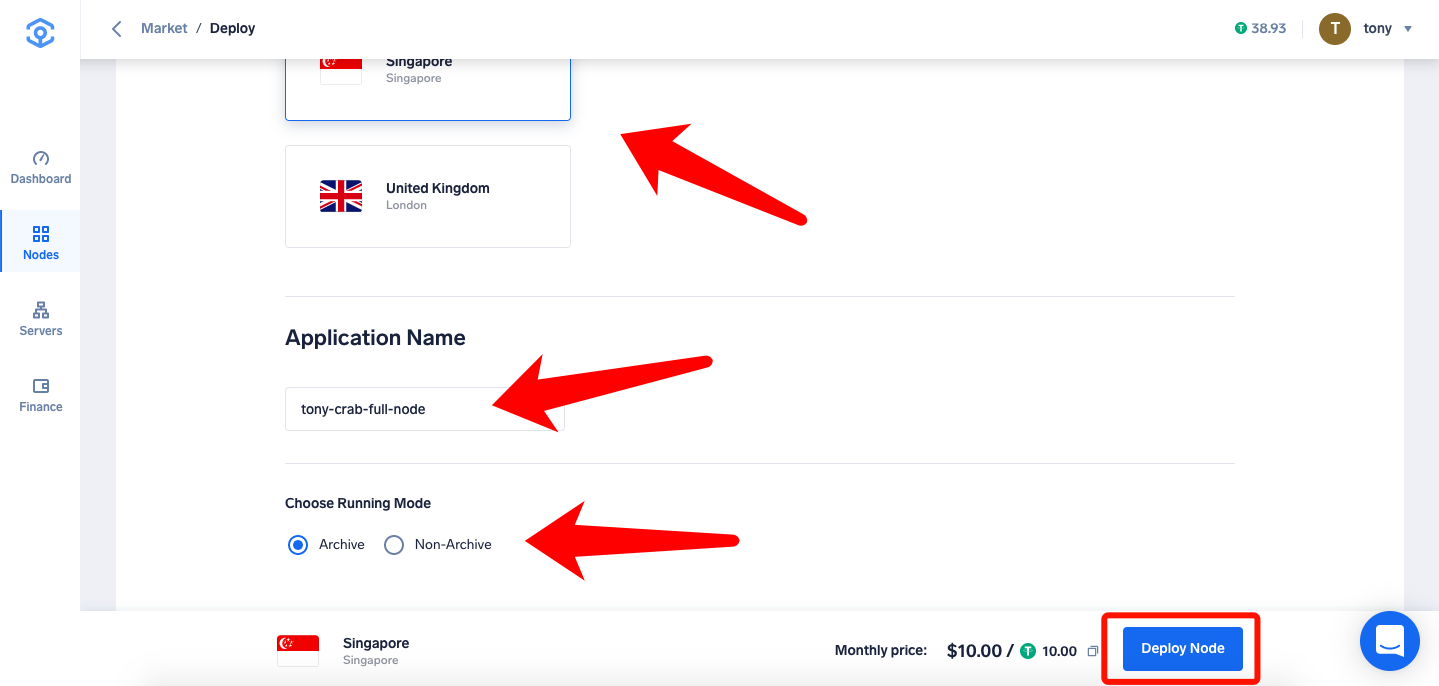 Market / Deploy
38.93
T
tony
Singapore
Singapore
United Kingdom
London
Dashboard
Nodes
Servers
Finance
Application Name
tony-crab-full-node
Choose Running Mode
Archive
Non-Archive
Singapore
Singapore
Monthly price:
$10.00 /
10.00
Deploy Node